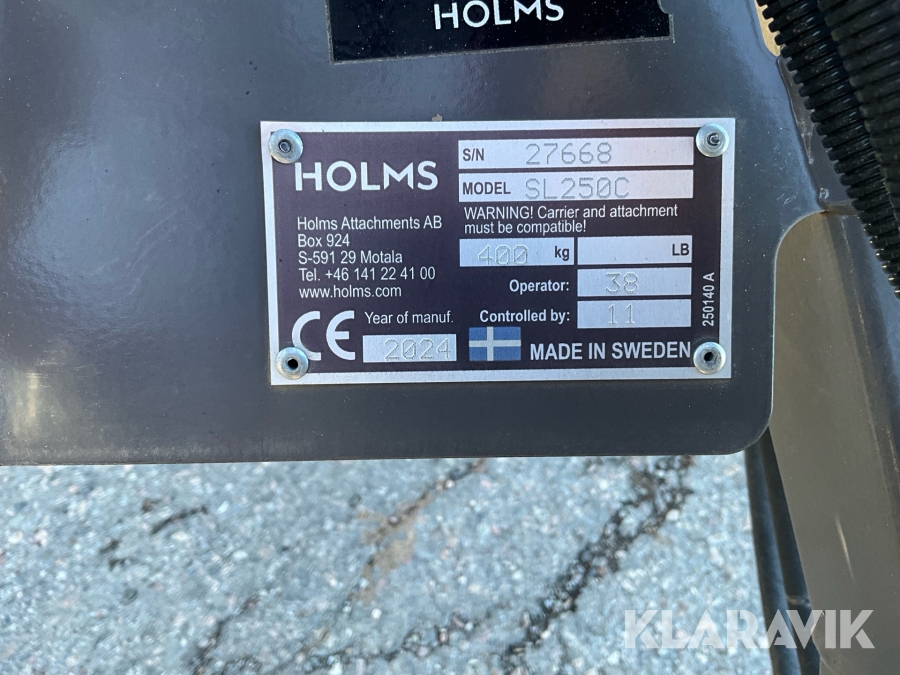 HOLMS
HOLMS
S/N 27668
MODEL SL250C
WARNING! Carrier and attachment
must be compatible!
Holms Attachments AB
Box 924
S-591 29 Motala
Tel. +46 141 22 41 00
www.holms.com
400 kg LB
Operator: 38
Controlled by: 11
250140 A
CE
Year of manuf.
2024
MADE IN SWEDEN
KLARAVIK